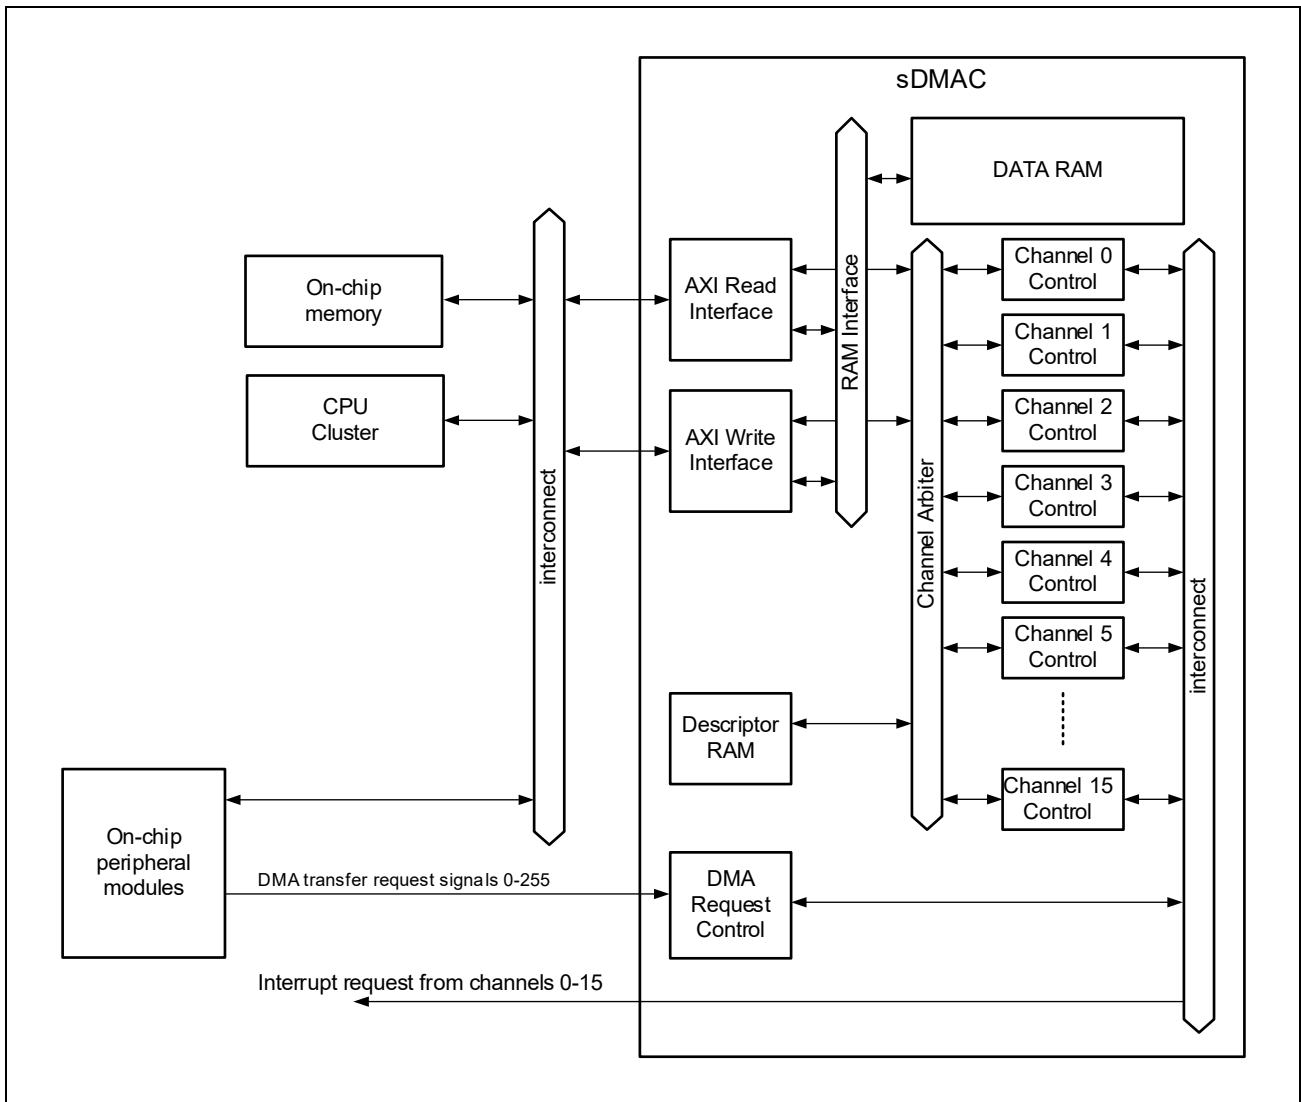 sDMAC
DATA RAM
On-chip
memory
CPU
Cluster
interconnect
AXI Read
Interface
AXI Write
Interface
RAM Interface
Channel Arbiter
Channel 0
Control
Channel 1
Control
Channel 2
Control
Channel 3
Control
Channel 4
Control
Channel 5
Control
Channel 15
Control
interconnect
Descriptor
RAM
On-chip
peripheral
modules
DMA transfer request signals 0-255
DMA
Request
Control
Interrupt request from channels 0-15